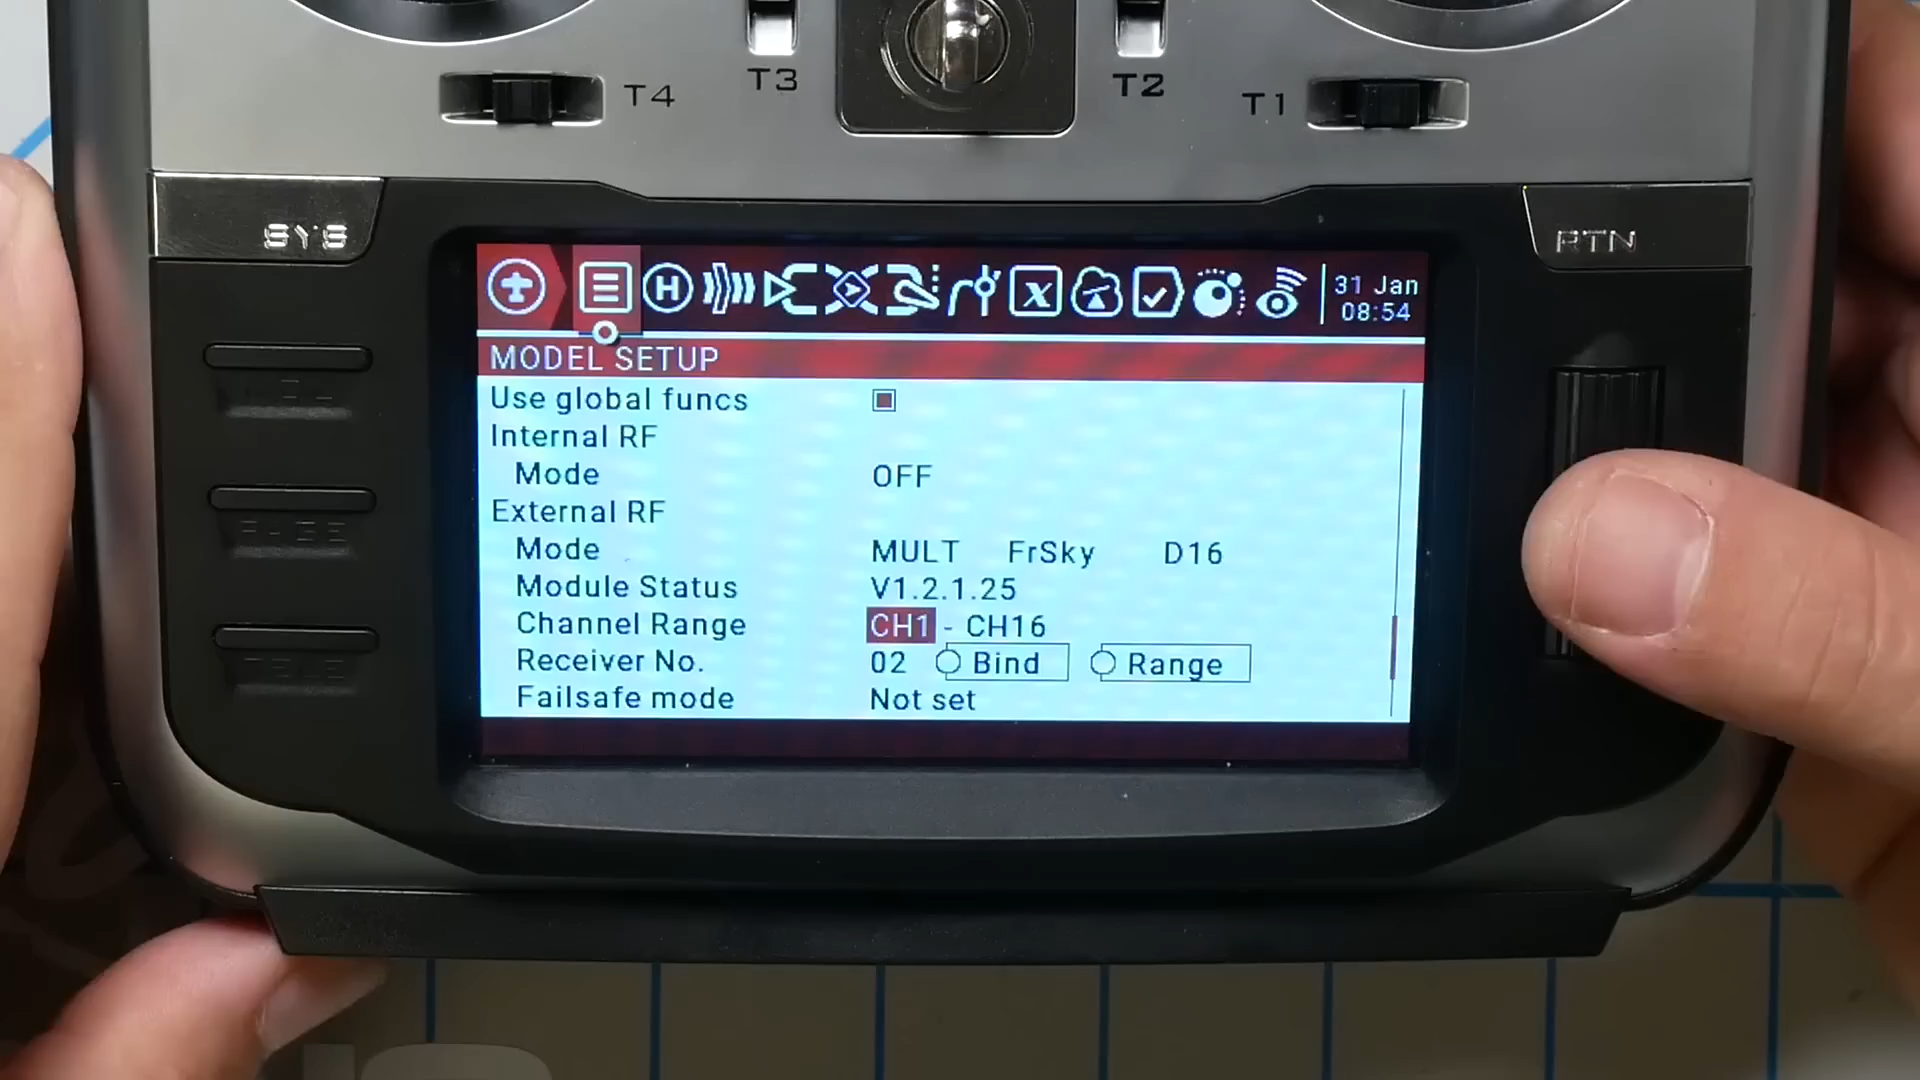 T4
T3
T2
T1
SYS
RTN
31 Jan
08:54
MODEL SETUP
Use global funcs
Internal RF
Mode OFF
External RF
Mode MULT FrSky D16
Module Status V1.2.1.25
Channel Range CH1 - CH16
Receiver No. 02 Bind Range
Failsafe mode Not set